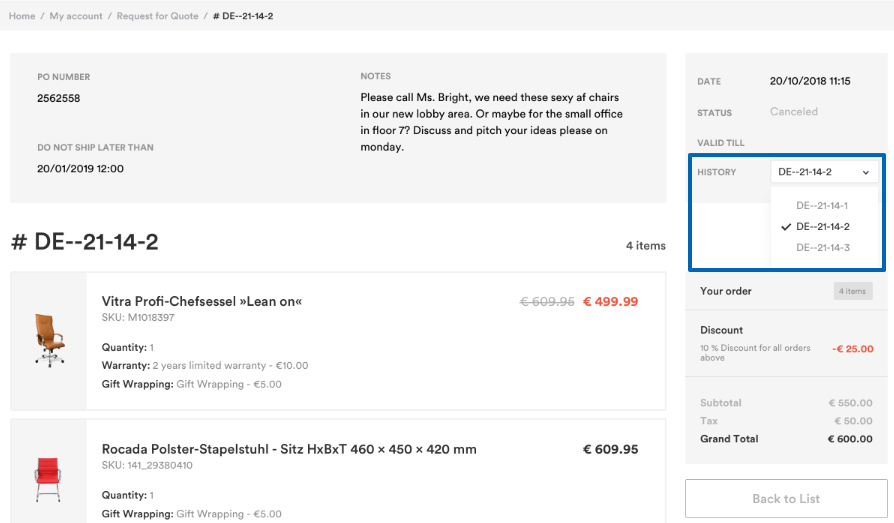 Home / My account / Request for Quote / # DE--21-14-2
PO NUMBER
2562558
DO NOT SHIP LATER THAN
20/01/2019 12:00
NOTES
Please call Ms. Bright, we need these sexy af chairs
in our new lobby area. Or maybe for the small office
in floor 7? Discuss and pitch your ideas please on
monday.
# DE--21-14-2
4 items
Vitra Profi-Chefsessel »Lean on«
€ 609.95 € 499.99
SKU: M1018397
Quantity: 1
Warranty: 2 years limited warranty - €10.00
Gift Wrapping: Gift Wrapping - €5.00
Rocada Polster-Stapelstuhl - Sitz HxBxT 460 × 450 × 420 mm
€ 609.95
SKU: 141_29380410
Quantity: 1
Gift Wrapping: Gift Wrapping - €5.00
DATE 20/10/2018 11:15
STATUS Canceled
VALID TILL
HISTORY DE--21-14-2
DE--21-14-1
DE--21-14-2
DE--21-14-3
Your order 4 items
Discount
10 % Discount for all orders
above
-€ 25.00
Subtotal € 550.00
Tax € 50.00
Grand Total € 600.00
Back to List